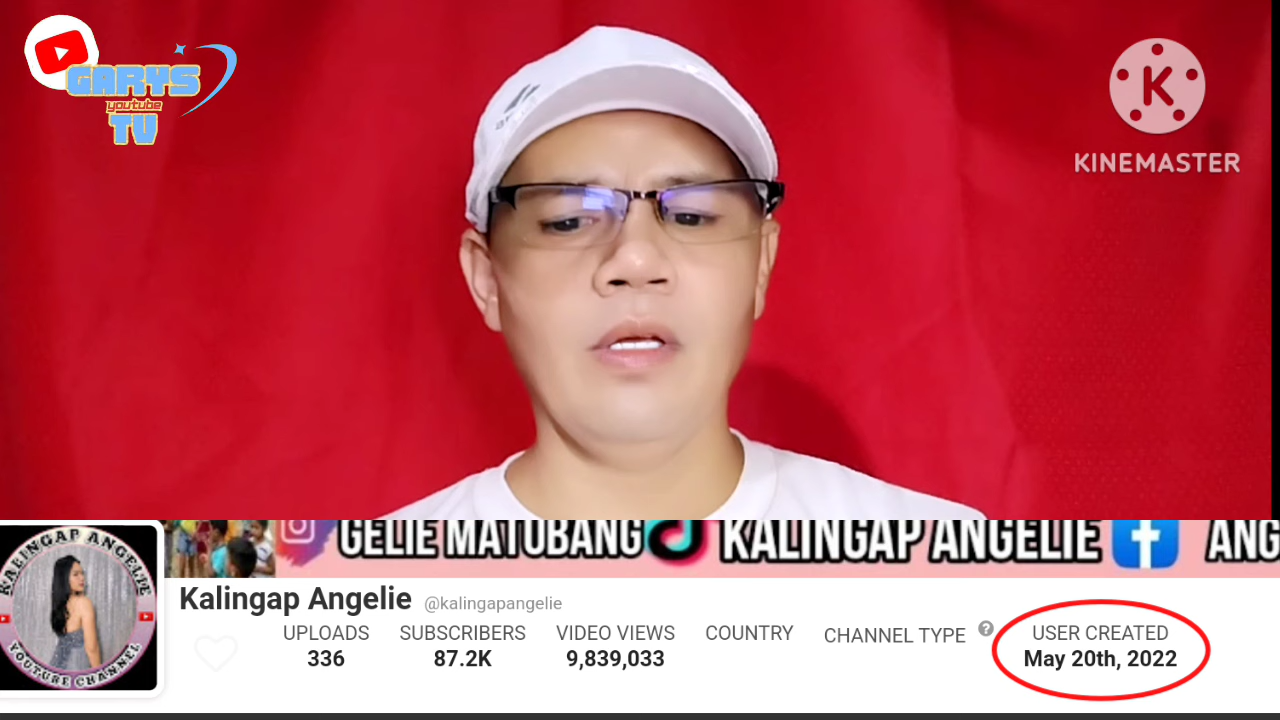 GARYS
youtube
TV
K
KINEMASTER
GELIE MATUBANG
KALINGAP ANGELIE
f
ANG
KALINGAP ANGELIE
YOUTUBE CHANNEL
Kalingap Angelie @kalingapangelie
UPLOADS SUBSCRIBERS VIDEO VIEWS COUNTRY CHANNEL TYPE ? USER CREATED
336 87.2K 9,839,033 May 20th, 2022